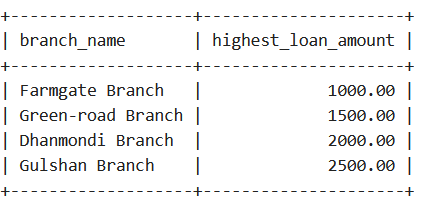 +-------------------+---------------------+
| branch_name       | highest_loan_amount |
+-------------------+---------------------+
| Farmgate Branch   |             1000.00 |
| Green-road Branch |             1500.00 |
| Dhanmondi Branch  |             2000.00 |
| Gulshan Branch    |             2500.00 |
+-------------------+---------------------+